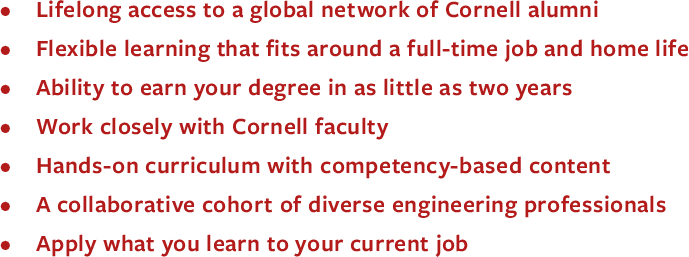 • Lifelong access to a global network of Cornell alumni
• Flexible learning that fits around a full-time job and home life
• Ability to earn your degree in as little as two years
• Work closely with Cornell faculty
• Hands-on curriculum with competency-based content
• A collaborative cohort of diverse engineering professionals
• Apply what you learn to your current job